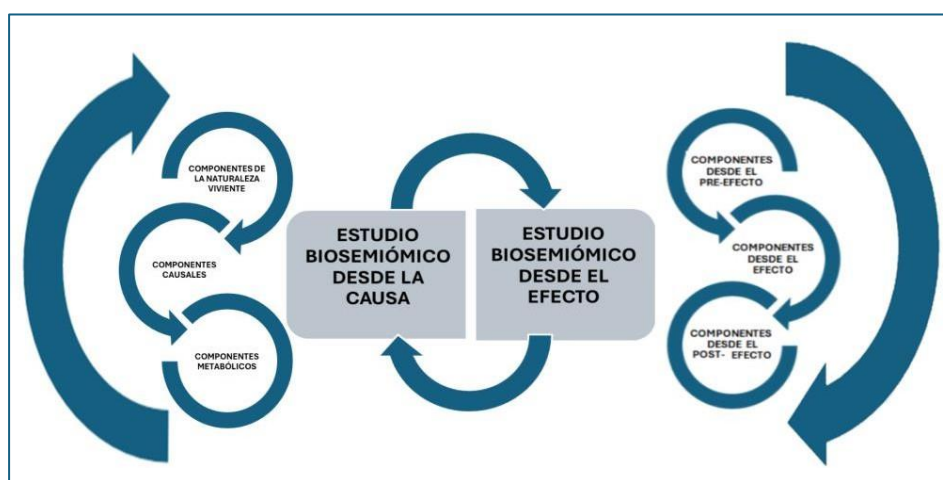 COMPONENTES DE
LA NATURALEZA
VIVIENTE
COMPONENTES
CAUSALES
COMPONENTES
METABÓLICOS
ESTUDIO
BIOSEMIÓMICO
DESDE LA
CAUSA
ESTUDIO
BIOSEMIÓMICO
DESDE EL
EFECTO
COMPONENTES
DESDE EL
PRE-EFECTO
COMPONENTES
DESDE EL
EFECTO
COMPONENTES
DESDE EL
POST- EFECTO